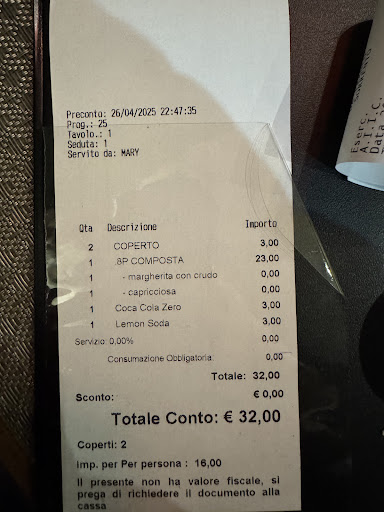 Preconto: 26/04/2025 22:47:35
Prog.: 25
Tavolo.: 1
Seduta: 1
Servito da: MARY
Qta Descrizione Importo
2 COPERTO 3,00
1 .8P COMPOSTA 23,00
1 - margherita con crudo 0,00
1 - capricciosa 0,00
1 Coca Cola Zero 3,00
1 Lemon Soda 3,00
Servizio: 0,00% 0,00
Consumazione Obbligatoria: 0,00
Totale: 32,00
Sconto: € 0,00
Totale Conto: € 32,00
Coperti: 2
imp. per Per persona : 16,00
Il presente non ha valore fiscale, si
prega di richiedere il documento alla
cassa
Eserc.
A.I.I.C.
Data